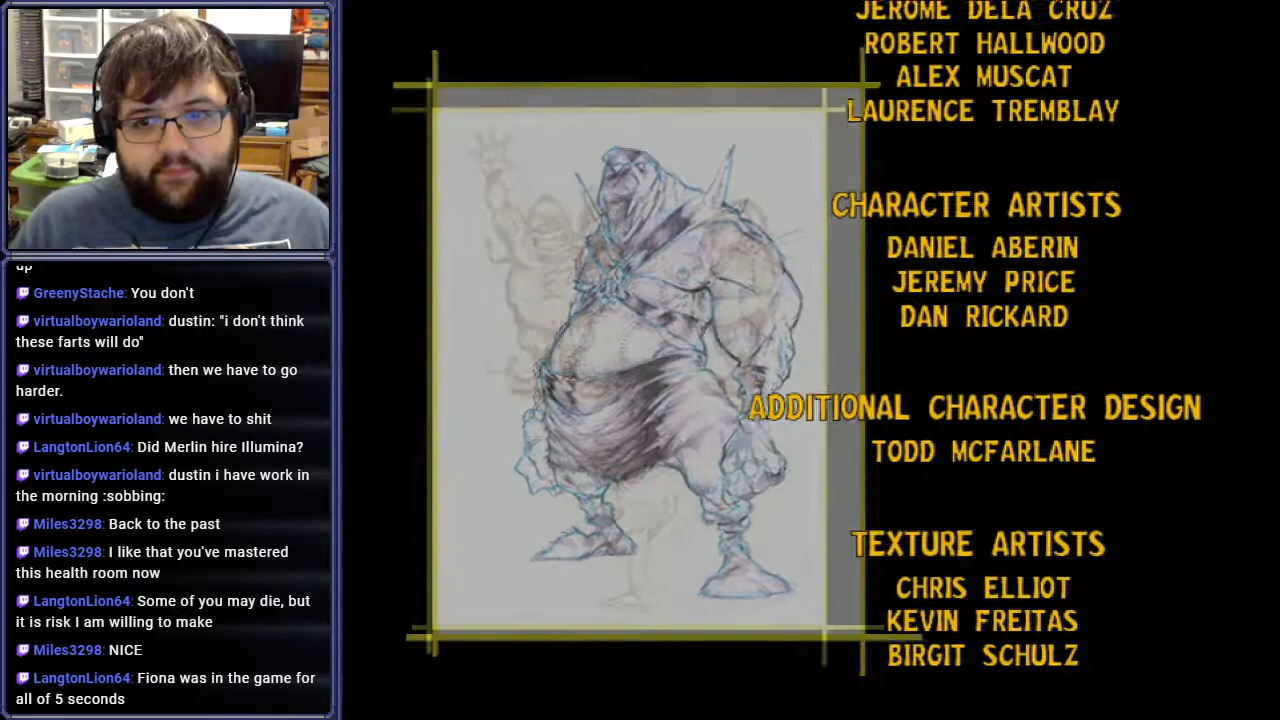 up
GreenyStache: You don't
virtualboywarioland: dustin: "i don't think
these farts will do"
virtualboywarioland: then we have to go
harder.
virtualboywarioland: we have to shit
LangtonLion64: Did Merlin hire Illumina?
virtualboywarioland: dustin i have work in
the morning :sobbing:
Miles3298: Back to the past
Miles3298: I like that you've mastered
this health room now
LangtonLion64: Some of you may die, but
it is risk I am willing to make
Miles3298: NICE
LangtonLion64: Fiona was in the game for
all of 5 seconds
JEROME DELA CRUZ
ROBERT HALLWOOD
ALEX MUSCAT
LAURENCE TREMBLAY
CHARACTER ARTISTS
DANIEL ABERIN
JEREMY PRICE
DAN RICKARD
ADDITIONAL CHARACTER DESIGN
TODD MCFARLANE
TEXTURE ARTISTS
CHRIS ELLIOT
KEVIN FREITAS
BIRGIT SCHULZ